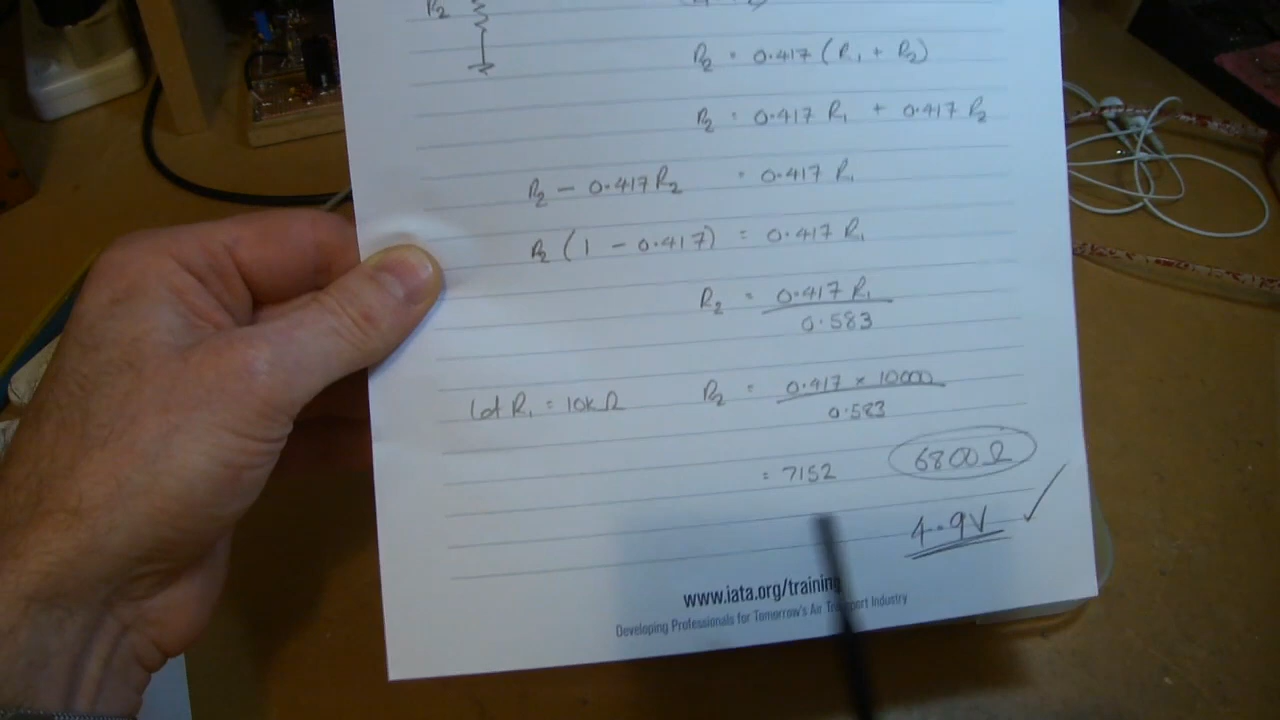 R₂
R₂ = 0.417 (R₁ + R₂)
R₂ = 0.417 R₁ + 0.417 R₂
R₂ - 0.417 R₂ = 0.417 R₁
R₂ (1 - 0.417) = 0.417 R₁
R₂ = 0.417 R₁
0.583
Let R₁ = 10k Ω R₂ = 0.417 × 10000
0.583
= 7152 6800 Ω
4.9V ✓
www.iata.org/training
Developing Professionals for Tomorrow's Air Transport Industry